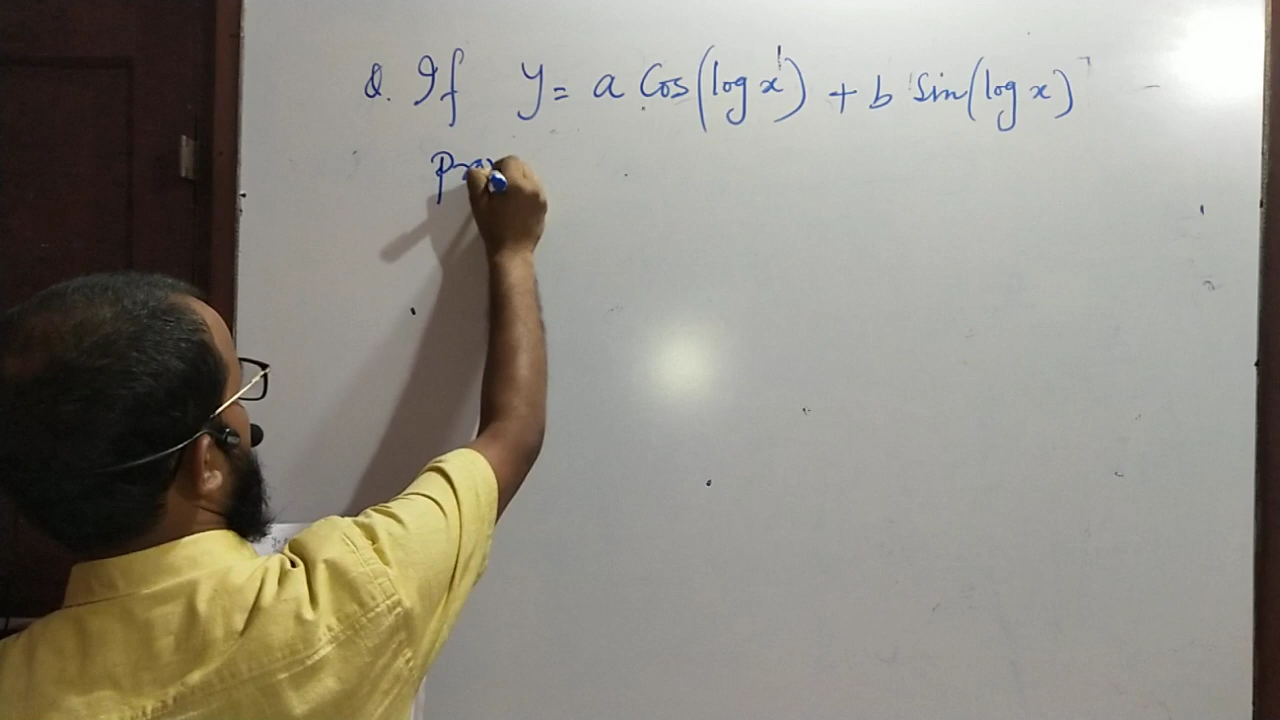 Q. If y = a Cos(log x) + b Sin(log x)